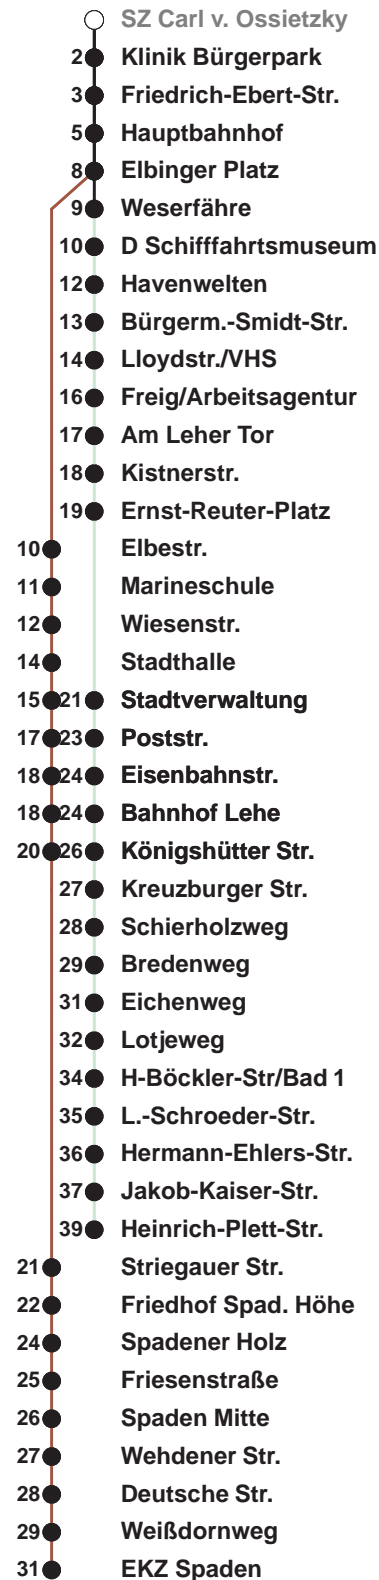 SZ Carl v. Ossietzky
2 Klinik Bürgerpark
3 Friedrich-Ebert-Str.
5 Hauptbahnhof
8 Elbinger Platz
9 Weserfähre
10 D Schifffahrtsmuseum
12 Havenwelten
13 Bürgerm.-Smidt-Str.
14 Lloydstr./VHS
16 Freig/Arbeitsagentur
17 Am Leher Tor
18 Kistnerstr.
19 Ernst-Reuter-Platz
10 Elbestr.
11 Marineschule
12 Wiesenstr.
14 Stadthalle
15 21 Stadtverwaltung
17 23 Poststr.
18 24 Eisenbahnstr.
18 24 Bahnhof Lehe
20 26 Königshütter Str.
27 Kreuzburger Str.
28 Schierholzweg
29 Bredenweg
31 Eichenweg
32 Lotjeweg
34 H-Böckler-Str/Bad 1
35 L.-Schroeder-Str.
36 Hermann-Ehlers-Str.
37 Jakob-Kaiser-Str.
39 Heinrich-Plett-Str.
21 Striegauer Str.
22 Friedhof Spad. Höhe
24 Spadener Holz
25 Friesenstraße
26 Spaden Mitte
27 Wehdener Str.
28 Deutsche Str.
29 Weißdornweg
31 EKZ Spaden